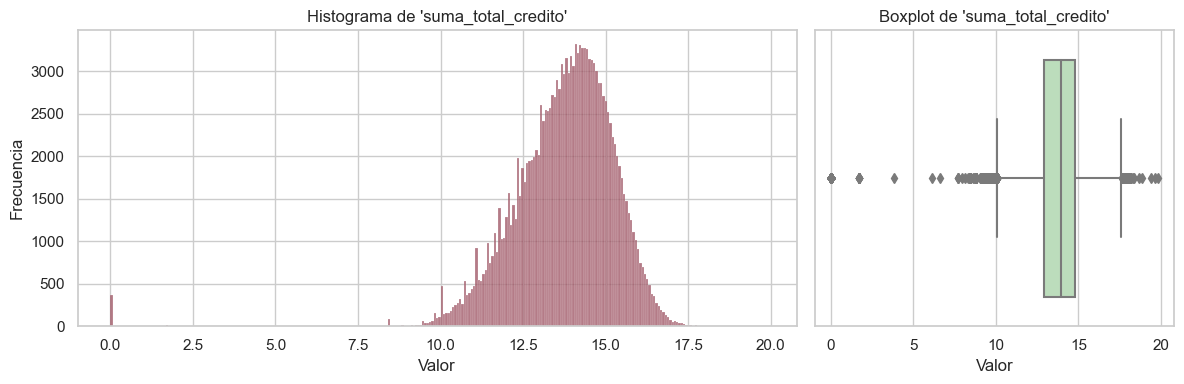 Histograma de 'suma_total_credito'
Frecuencia
3000
2500
2000
1500
1000
500
0
0.0 2.5 5.0 7.5 10.0 12.5 15.0 17.5 20.0
Valor
Boxplot de 'suma_total_credito'
0 5 10 15 20
Valor